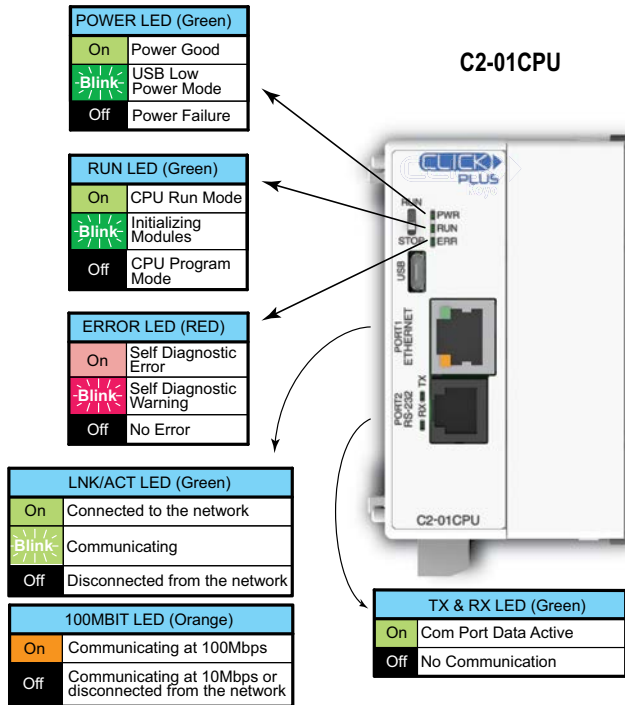 POWER LED (Green)
On Power Good
Blink USB Low
Power Mode
Off Power Failure
C2-01CPU
RUN LED (Green)
On CPU Run Mode
Blink Initializing
Modules
Off CPU Program
Mode
ERROR LED (RED)
On Self Diagnostic
Error
Blink Self Diagnostic
Warning
Off No Error
CLICK
PLUS
RUN
STOP
PWR
RUN
ERR
USB
PORT1
ETHERNET
PORT2
RS-232
RX TX
C2-01CPU
LNK/ACT LED (Green)
On Connected to the network
Blink Communicating
Off Disconnected from the network
100MBIT LED (Orange)
On Communicating at 100Mbps
Off Communicating at 10Mbps or
disconnected from the network
TX & RX LED (Green)
On Com Port Data Active
Off No Communication